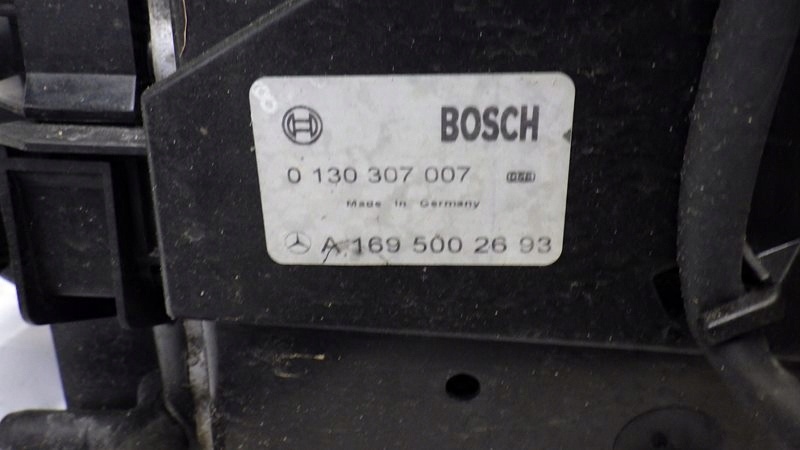 BOSCH
0 130 307 007
Made in Germany
A 169 500 26 93